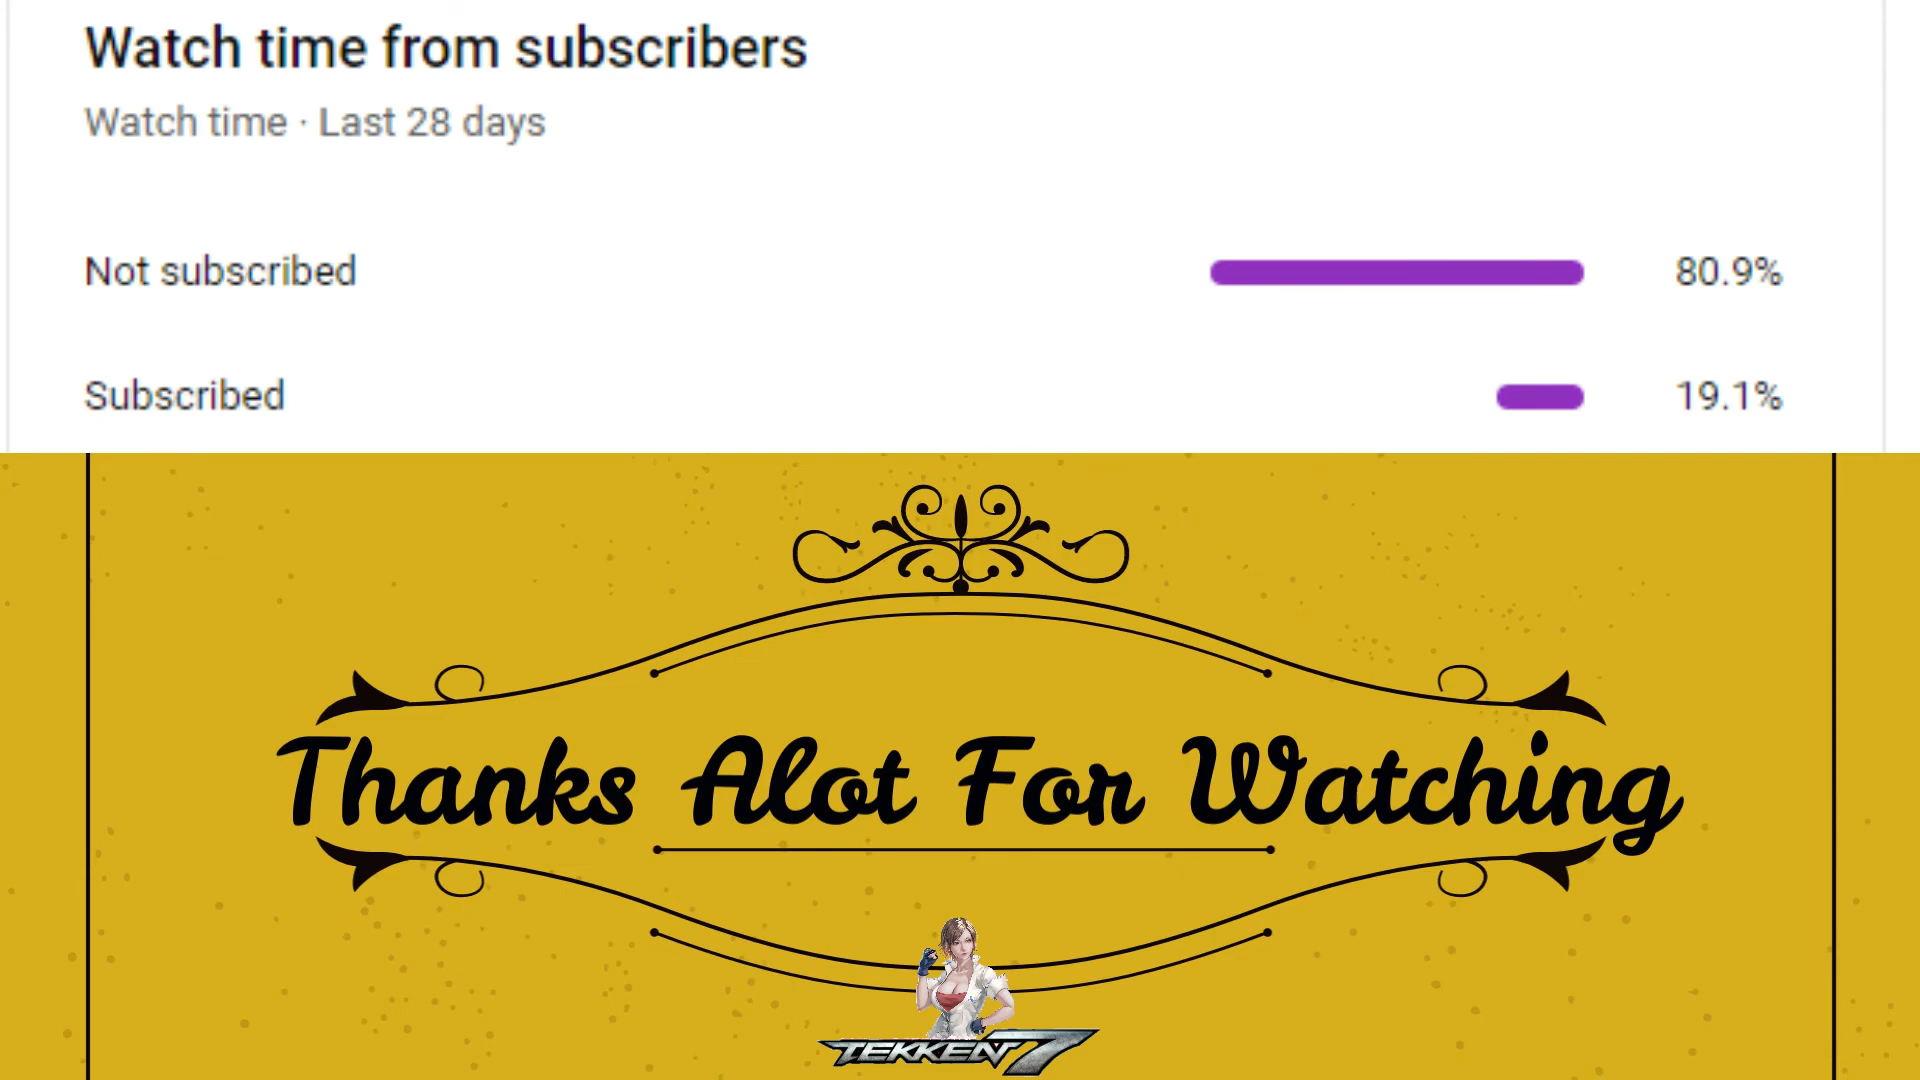 Watch time from subscribers
Watch time · Last 28 days
Not subscribed 80.9%
Subscribed 19.1%
Thanks Alot For Watching
TEKKEN 7